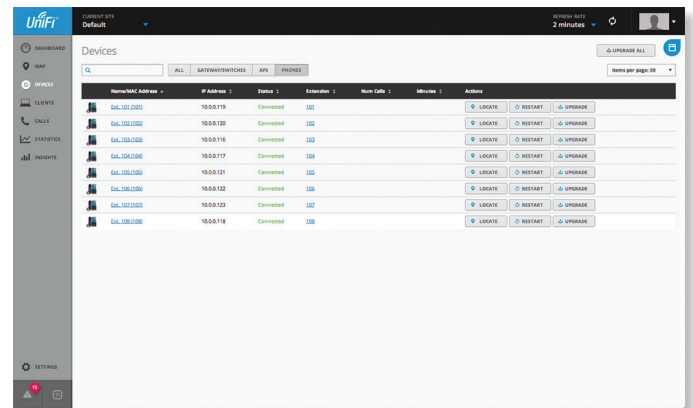 UniFi
CURRENT SITE
Default
REFRESH RATE
2 minutes
DASHBOARD
MAP
DEVICES
CLIENTS
CALLS
STATISTICS
INSIGHTS
SETTINGS
15
Devices
UPGRADE ALL
ALL GATEWAY/SWITCHES APS PHONES
Items per page: 50
Name/MAC Address IP Address Status Extension Num Calls Minutes Actions
Ext. 101 (101) 10.0.0.119 Connected 101 LOCATE RESTART UPGRADE
Ext. 102 (102) 10.0.0.120 Connected 102 LOCATE RESTART UPGRADE
Ext. 103 (103) 10.0.0.116 Connected 103 LOCATE RESTART UPGRADE
Ext. 104 (104) 10.0.0.117 Connected 104 LOCATE RESTART UPGRADE
Ext. 105 (105) 10.0.0.121 Connected 105 LOCATE RESTART UPGRADE
Ext. 106 (106) 10.0.0.122 Connected 106 LOCATE RESTART UPGRADE
Ext. 107 (107) 10.0.0.123 Connected 107 LOCATE RESTART UPGRADE
Ext. 108 (108) 10.0.0.118 Connected 108 LOCATE RESTART UPGRADE